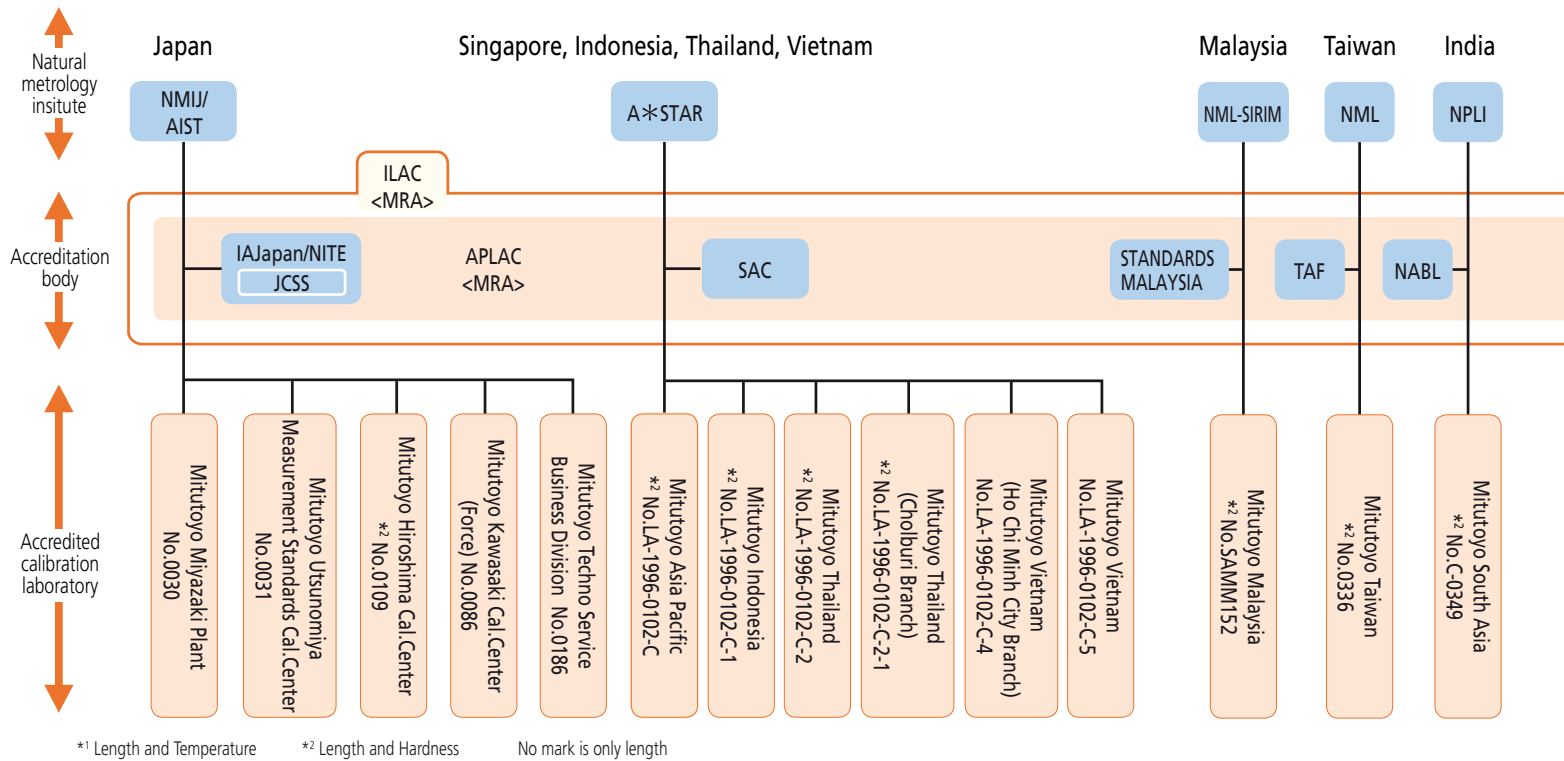 Japan
Singapore, Indonesia, Thailand, Vietnam
Malaysia
Taiwan
India
Natural
metrology
insitute
NMIJ/
AIST
A*STAR
NML-SIRIM
NML
NPLI
ILAC
<MRA>
Accreditation
body
IAJapan/NITE
JCSS
APLAC
<MRA>
SAC
STANDARDS
MALAYSIA
TAF
NABL
Accredited
calibration
laboratory
Mitutoyo Miyazaki Plant
No.0030
Mitutoyo Utsunomiya
Measurement Standards Cal.Center
No.0031
Mitutoyo Hiroshima Cal.Center
*2 No.0109
Mitutoyo Kawasaki Cal.Center
(Force) No.0086
Mitutoyo Techno Service
Business Division No.0186
Mitutoyo Asia Pacific
*2 No.LA-1996-0102-C
Mitutoyo Indonesia
*2 No.LA-1996-0102-C-1
Mitutoyo Thailand
*2 No.LA-1996-0102-C-2
Mitutoyo Thailand
(Cholburi Branch)
*2 No.LA-1996-0102-C-2-1
Mitutoyo Vietnam
(Ho Chi Minh City Branch)
No.LA-1996-0102-C-4
Mitutoyo Vietnam
No.LA-1996-0102-C-5
Mitutoyo Malaysia
*2 No.SAMM152
Mitutoyo Taiwan
*2 No.0336
Mitutoyo South Asia
*2 No.C-0349
*1 Length and Temperature
*2 Length and Hardness
No mark is only length